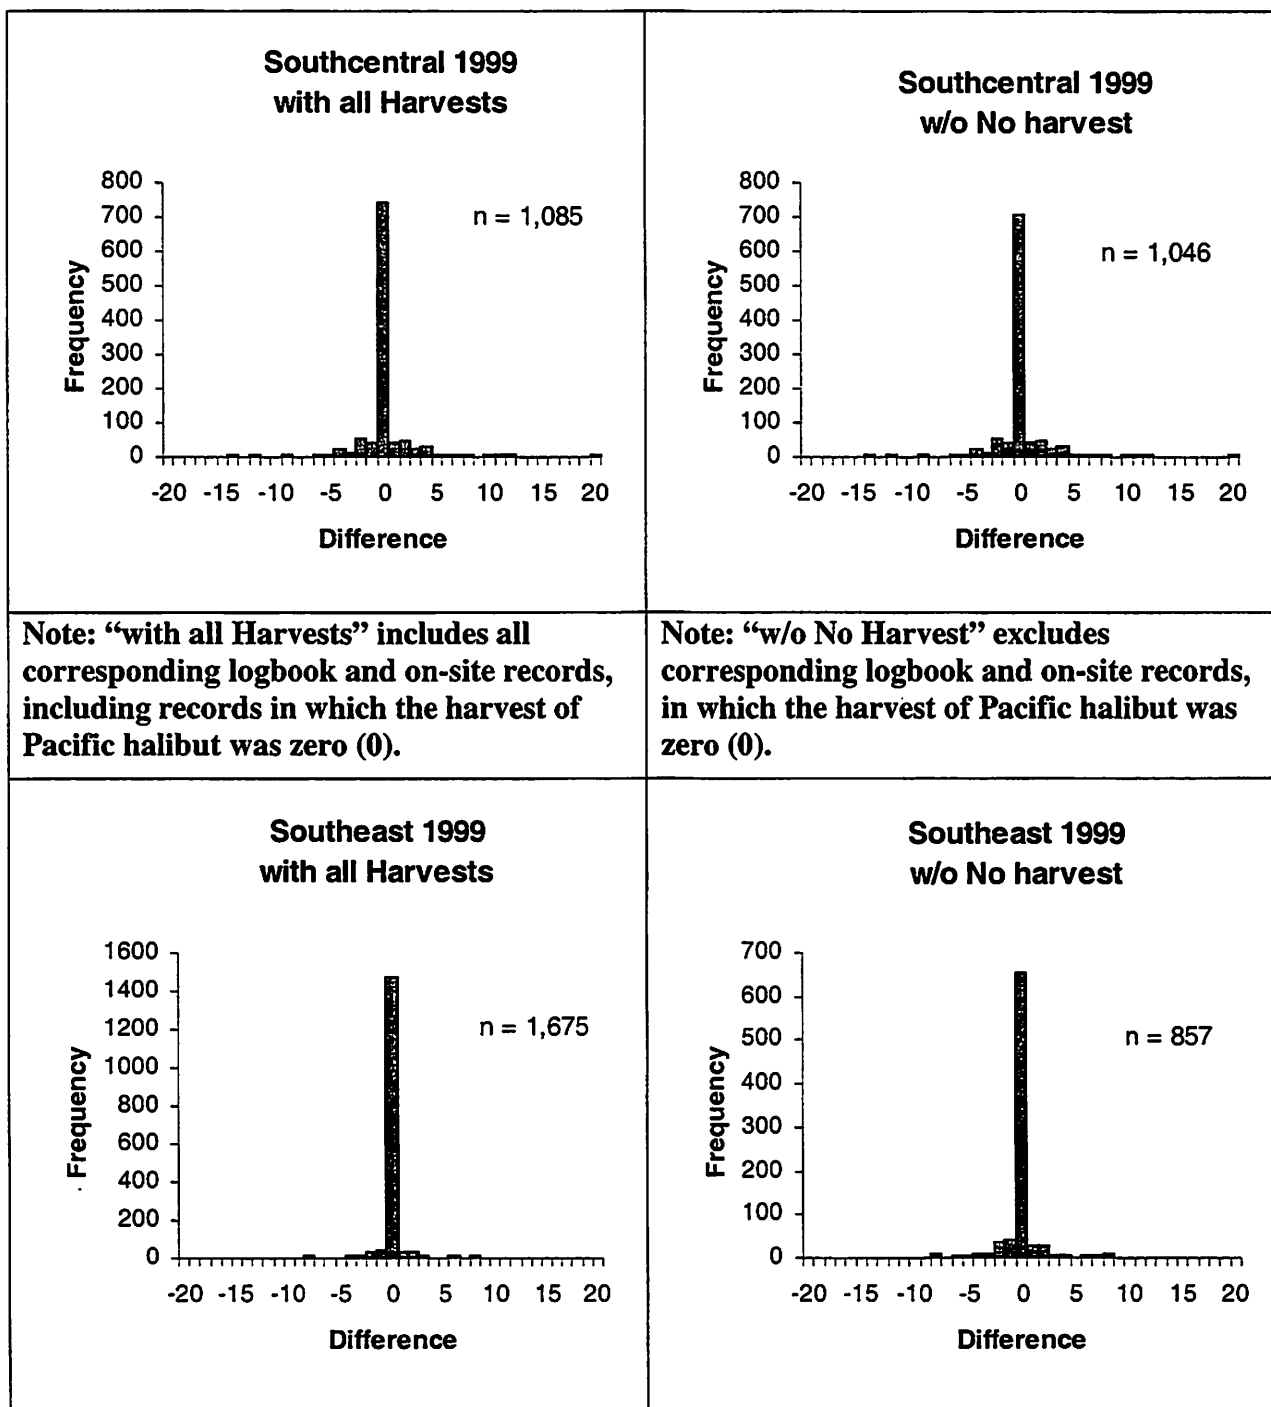 Southcentral 1999
with all Harvests
800
700
600
500
400
300
200
100
0
Frequency
n = 1,085
-20 -15 -10 -5 0 5 10 15 20
Difference
Southcentral 1999
w/o No harvest
800
700
600
500
400
300
200
100
0
Frequency
n = 1,046
-20 -15 -10 -5 0 5 10 15 20
Difference
Note: “with all Harvests” includes all
corresponding logbook and on-site records,
including records in which the harvest of
Pacific halibut was zero (0).
Note: “w/o No Harvest” excludes
corresponding logbook and on-site records,
in which the harvest of Pacific halibut was
zero (0).
Southeast 1999
with all Harvests
1600
1400
1200
1000
800
600
400
200
0
Frequency
n = 1,675
-20 -15 -10 -5 0 5 10 15 20
Difference
Southeast 1999
w/o No harvest
700
600
500
400
300
200
100
0
Frequency
n = 857
-20 -15 -10 -5 0 5 10 15 20
Difference